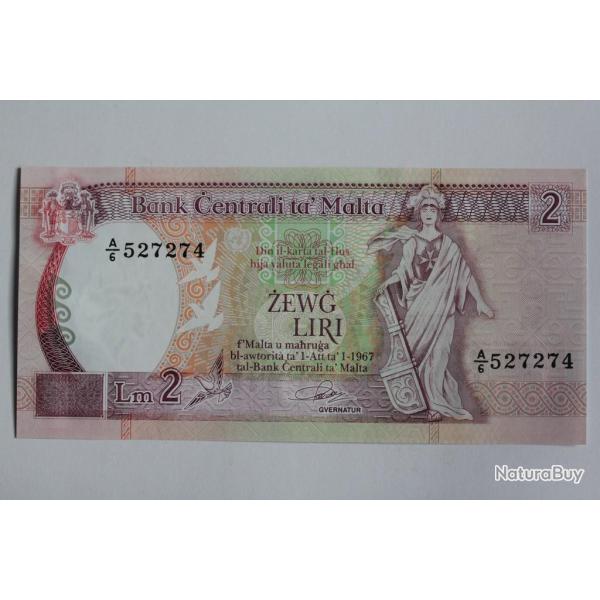 Bank Ċentrali ta' Malta
2
A/6 527274
Din il-karta tal-flus
hija valuta legali għal
ŻEWĠ
LIRI
f'Malta u maħruġa
bl-awtorità ta' l-Att ta' l-1967
tal-Bank Ċentrali ta' Malta
A/6 527274
Lm 2
GVERNATUR
NaturaBuy